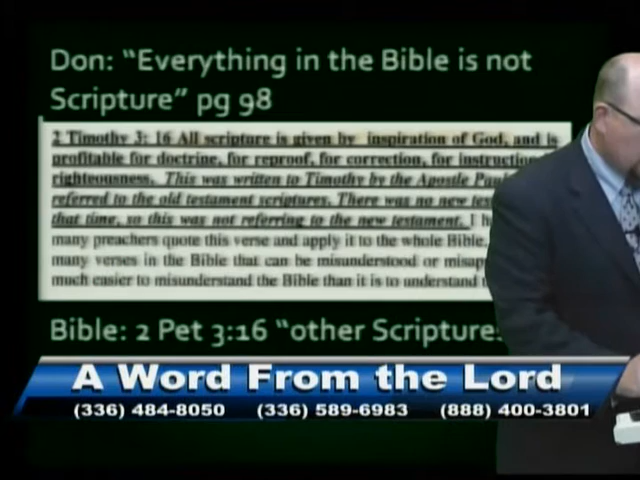 Don: “Everything in the Bible is not
Scripture” pg 98
2 Timothy 3: 16 All scripture is given by inspiration of God, and is
profitable for doctrine, for reproof, for correction, for instruction
righteousness. This was written to Timothy by the Apostle
referred to the old testament scriptures. There was no new
that time, so this was not referring to the new testament. I
many preachers quote this verse and apply it to the whole Bible.
many verses in the Bible that can be misunderstood or
much easier to misunderstand the Bible than it is to understand
Bible: 2 Pet 3:16 “other Scriptures
A Word From the Lord
(336) 484-8050 (336) 589-6983 (888) 400-3801